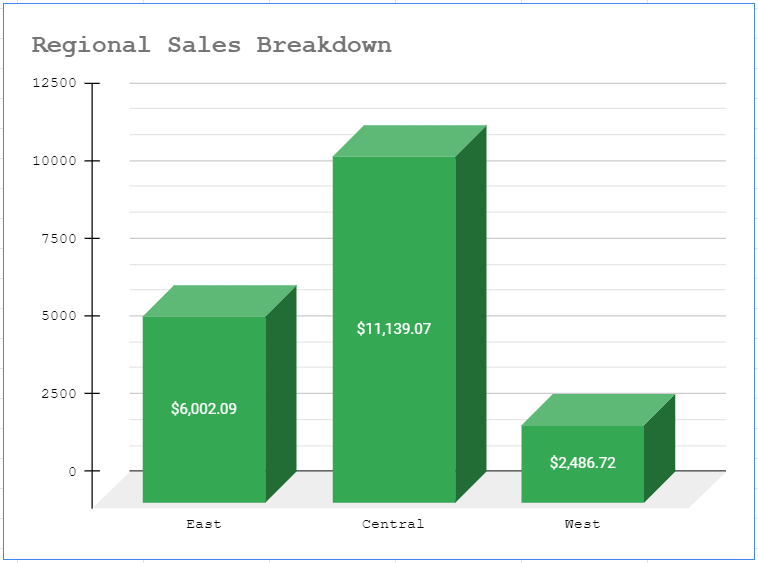 Regional Sales Breakdown
12500
10000
7500
5000
2500
0
$6,002.09
$11,139.07
$2,486.72
East
Central
West